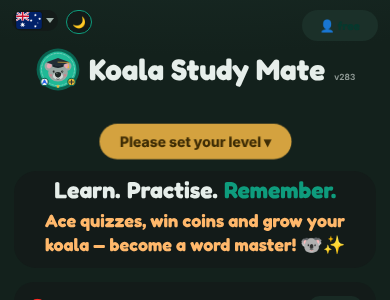 Koala Study Mate v283
Please set your level ▾
Learn. Practise. Remember.
Ace quizzes, win coins and grow your
koala — become a word master! 🐨✨